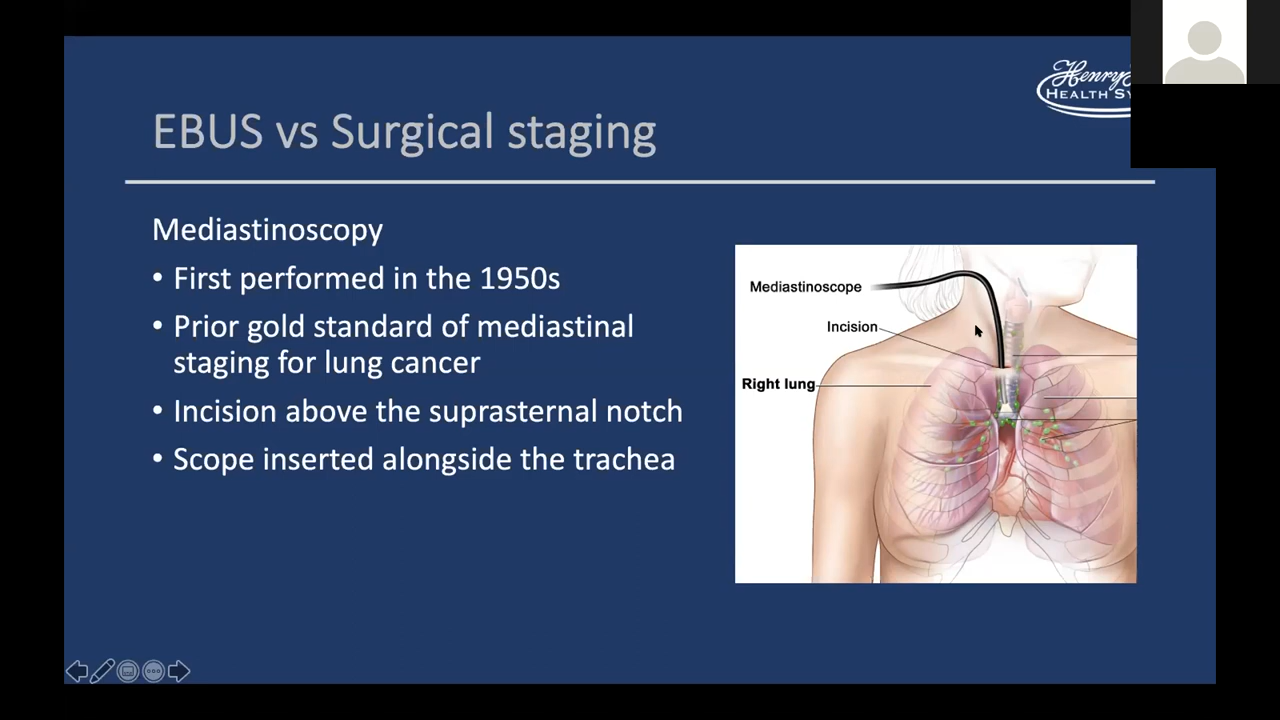 Henry
HEALTH
EBUS vs Surgical staging
Mediastinoscopy
• First performed in the 1950s
• Prior gold standard of mediastinal
staging for lung cancer
• Incision above the suprasternal notch
• Scope inserted alongside the trachea
Mediastinoscope
Incision
Right lung